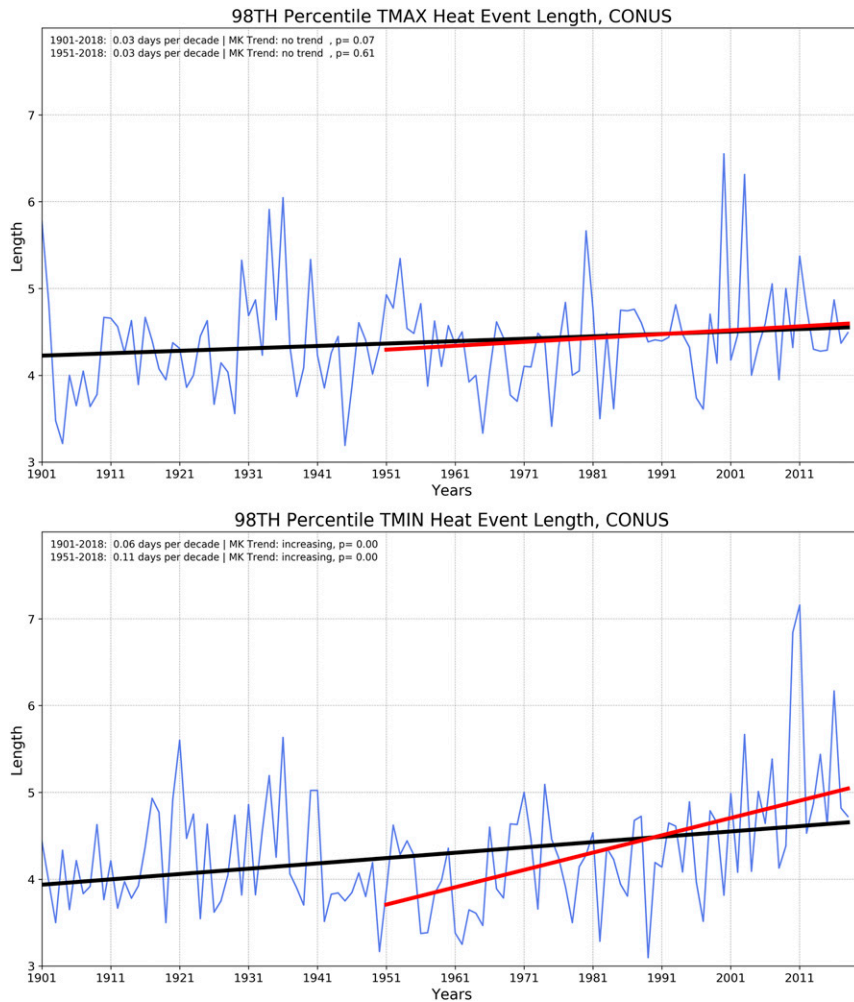 98TH Percentile TMAX Heat Event Length, CONUS
1901-2018: 0.03 days per decade | MK Trend: no trend , p= 0.07
1951-2018: 0.03 days per decade | MK Trend: no trend , p= 0.61
7
6
5
4
3
Length
1901 1911 1921 1931 1941 1951 1961 1971 1981 1991 2001 2011
Years
98TH Percentile TMIN Heat Event Length, CONUS
1901-2018: 0.06 days per decade | MK Trend: increasing, p= 0.00
1951-2018: 0.11 days per decade | MK Trend: increasing, p= 0.00
7
6
5
4
3
Length
1901 1911 1921 1931 1941 1951 1961 1971 1981 1991 2001 2011
Years